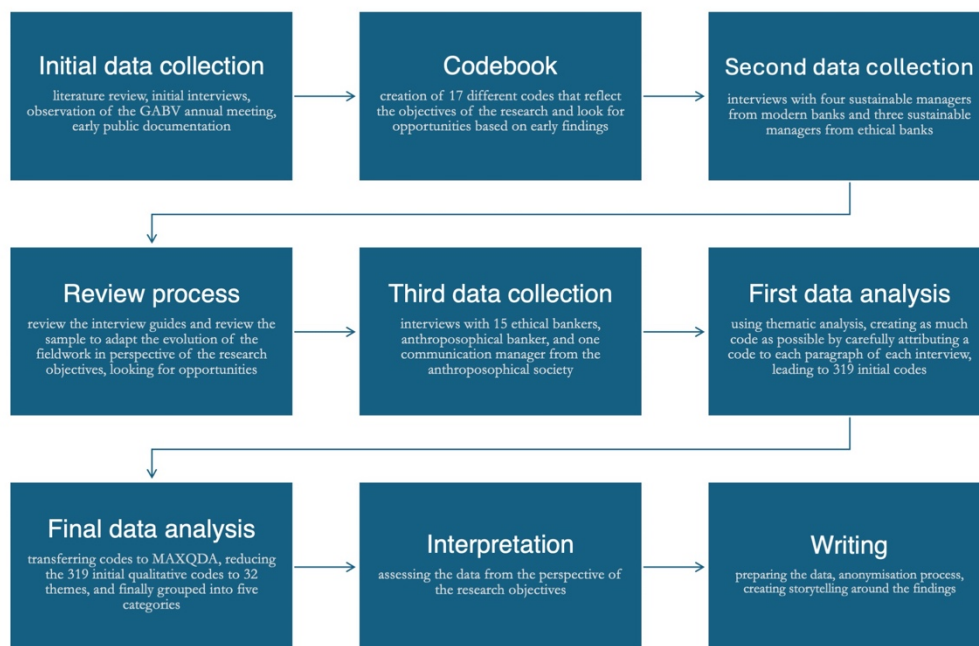 Initial data collection
literature review, initial interviews,
observation of the GABV annual meeting,
early public documentation
Codebook
creation of 17 different codes that reflect
the objectives of the research and look for
opportunities based on early findings
Second data collection
interviews with four sustainable managers
from modern banks and three sustainable
managers from ethical banks
Review process
review the interview guides and review the
sample to adapt the evolution of the
fieldwork in perspective of the research
objectives, looking for opportunities
Third data collection
interviews with 15 ethical bankers,
anthroposophical banker, and one
communication manager from the
anthroposophical society
First data analysis
using thematic analysis, creating as much
code as possible by carefully attributing a
code to each paragraph of each interview,
leading to 319 initial codes
Final data analysis
transferring codes to MAXQDA, reducing
the 319 initial qualitative codes to 32
themes, and finally grouped into five
categories
Interpretation
assessing the data from the perspective of
the research objectives
Writing
preparing the data, anonymisation process,
creating storytelling around the findings